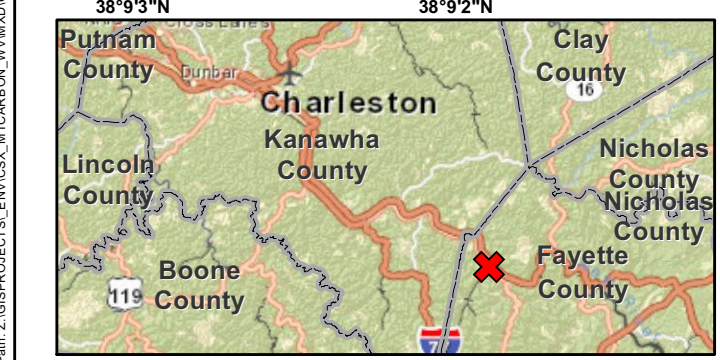 38°9'3"N
38°9'2"N
Putnam
County
Dunbar
Charleston
Kanawha
County
Clay
County
16
Lincoln
County
Nicholas
County
Nicholas
County
Boone
County
119
Fayette
County